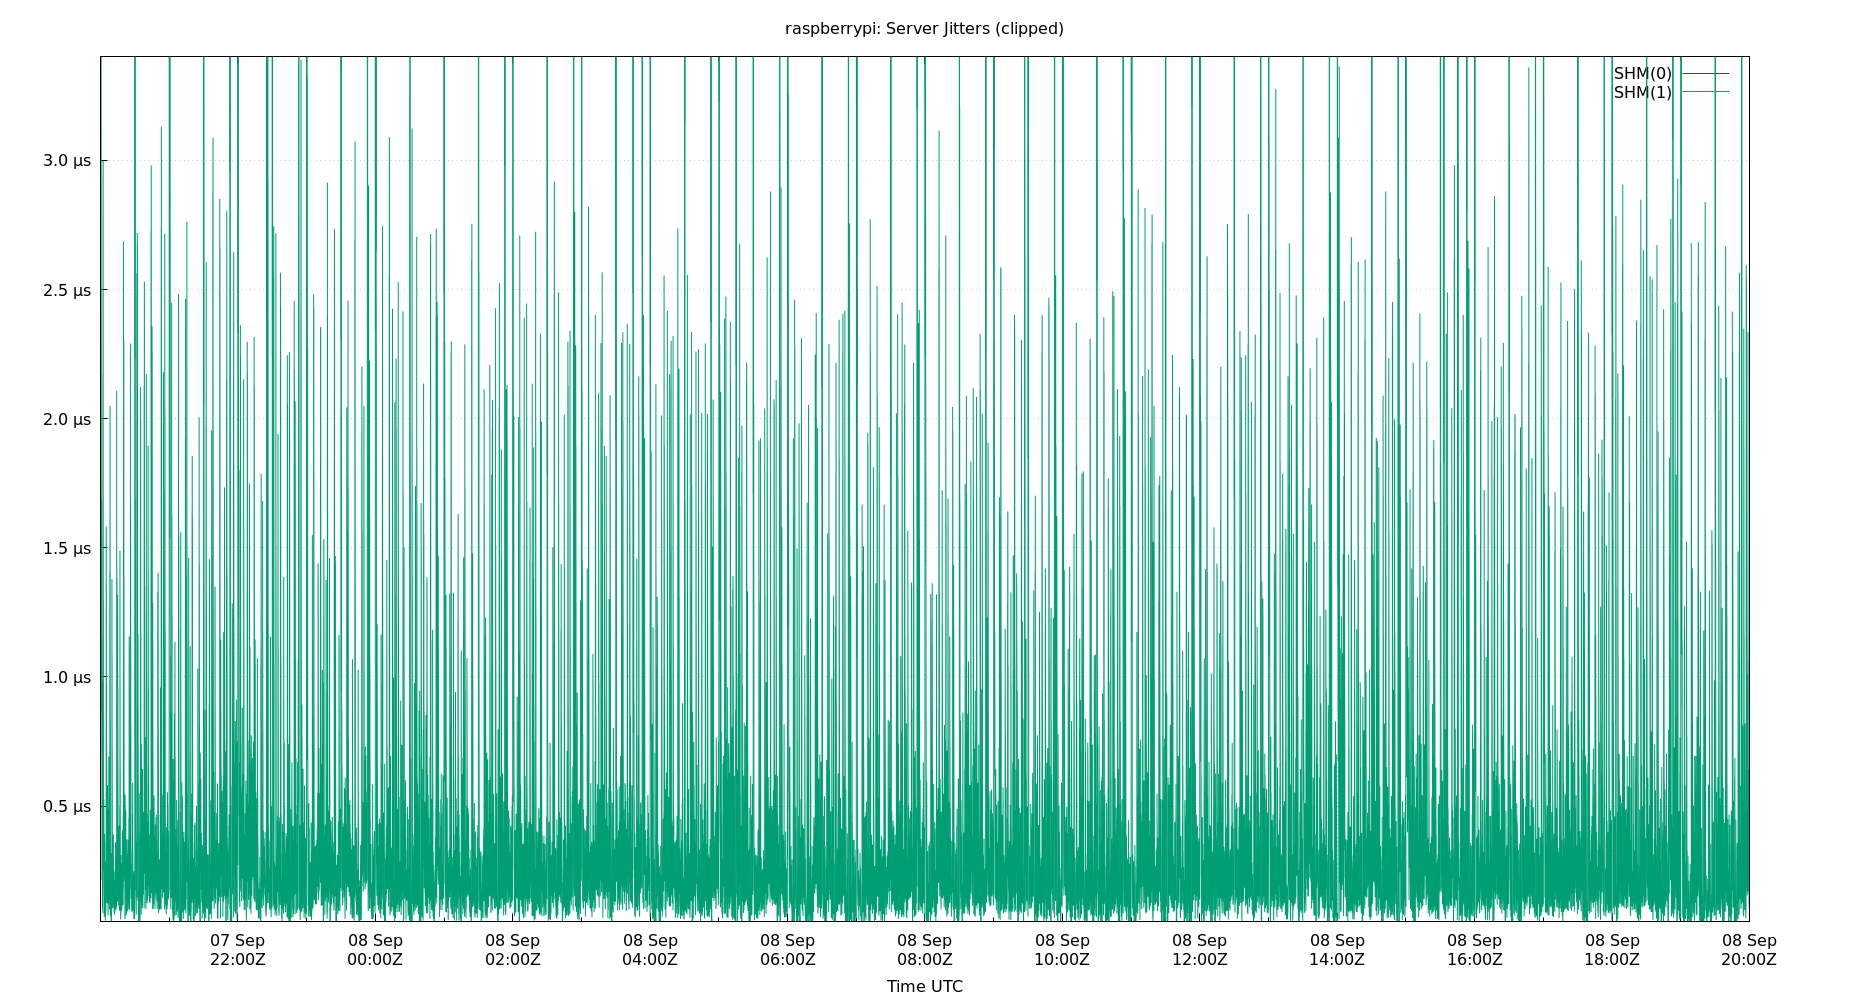 raspberrypi: Server Jitters (clipped)
SHM(0)
SHM(1)
3.0 µs
2.5 µs
2.0 µs
1.5 µs
1.0 µs
0.5 µs
07 Sep 08 Sep 08 Sep 08 Sep 08 Sep 08 Sep 08 Sep 08 Sep 08 Sep 08 Sep 08 Sep 08 Sep
22:00Z 00:00Z 02:00Z 04:00Z 06:00Z 08:00Z 10:00Z 12:00Z 14:00Z 16:00Z 18:00Z 20:00Z
Time UTC